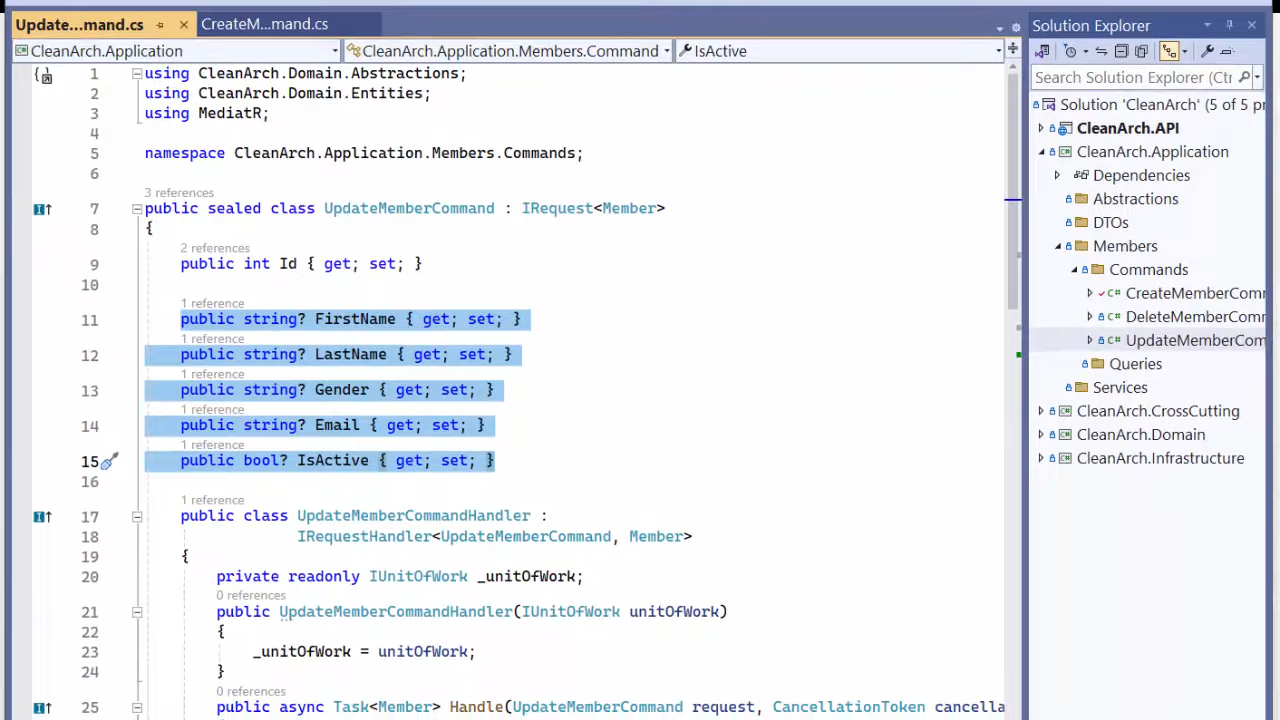 Update...mand.cs
CreateM...mand.cs
CleanArch.Application
CleanArch.Application.Members.Command
IsActive
1 using CleanArch.Domain.Abstractions;
2 using CleanArch.Domain.Entities;
3 using MediatR;
4
5 namespace CleanArch.Application.Members.Commands;
6
3 references
7 public sealed class UpdateMemberCommand : IRequest<Member>
8 {
2 references
9 public int Id { get; set; }
10
1 reference
11 public string? FirstName { get; set; }
1 reference
12 public string? LastName { get; set; }
1 reference
13 public string? Gender { get; set; }
1 reference
14 public string? Email { get; set; }
1 reference
15 public bool? IsActive { get; set; }
16
1 reference
17 public class UpdateMemberCommandHandler :
18 IRequestHandler<UpdateMemberCommand, Member>
19 {
20 private readonly IUnitOfWork _unitOfWork;
0 references
21 public UpdateMemberCommandHandler(IUnitOfWork unitOfWork)
22 {
23 _unitOfWork = unitOfWork;
24 }
0 references
25 public async Task<Member> Handle(UpdateMemberCommand request, CancellationToken cancella
Solution Explorer
Search Solution Explorer (Ctr
Solution 'CleanArch' (5 of 5 pr
CleanArch.API
CleanArch.Application
Dependencies
Abstractions
DTOs
Members
Commands
C# CreateMemberComm
C# DeleteMemberComm
C# UpdateMemberCom
Queries
Services
CleanArch.CrossCutting
CleanArch.Domain
CleanArch.Infrastructure